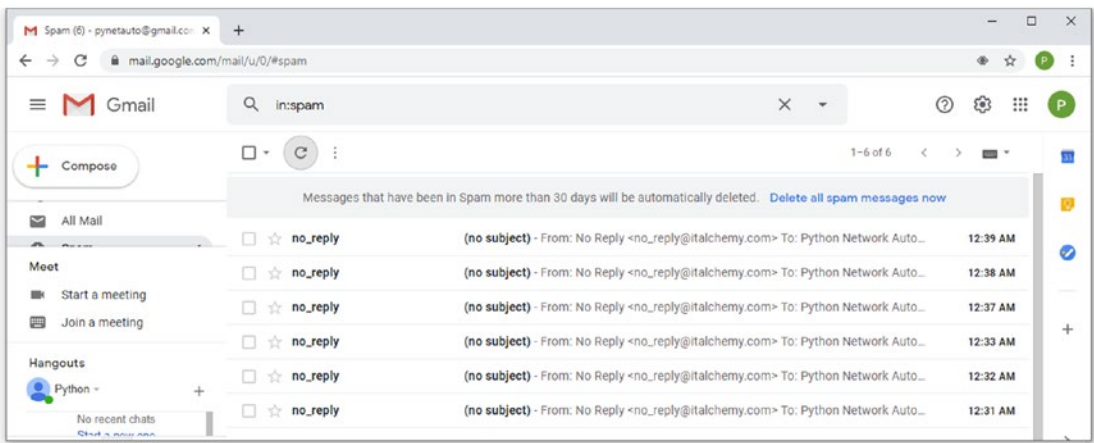 Spam (6) - pynetauto@gmail.con
mail.google.com/mail/u/0/#spam
P
Gmail
in:spam
P
Compose
1–6 of 6
31
Messages that have been in Spam more than 30 days will be automatically deleted. Delete all spam messages now
All Mail
Spam
no_reply (no subject) - From: No Reply <no_reply@italchemy.com> To: Python Network Auto... 12:39 AM
Meet
no_reply (no subject) - From: No Reply <no_reply@italchemy.com> To: Python Network Auto... 12:38 AM
Start a meeting
no_reply (no subject) - From: No Reply <no_reply@italchemy.com> To: Python Network Auto... 12:37 AM
Join a meeting
no_reply (no subject) - From: No Reply <no_reply@italchemy.com> To: Python Network Auto... 12:33 AM
Hangouts
no_reply (no subject) - From: No Reply <no_reply@italchemy.com> To: Python Network Auto... 12:32 AM
Python
No recent chats
no_reply (no subject) - From: No Reply <no_reply@italchemy.com> To: Python Network Auto... 12:31 AM
Start a new one